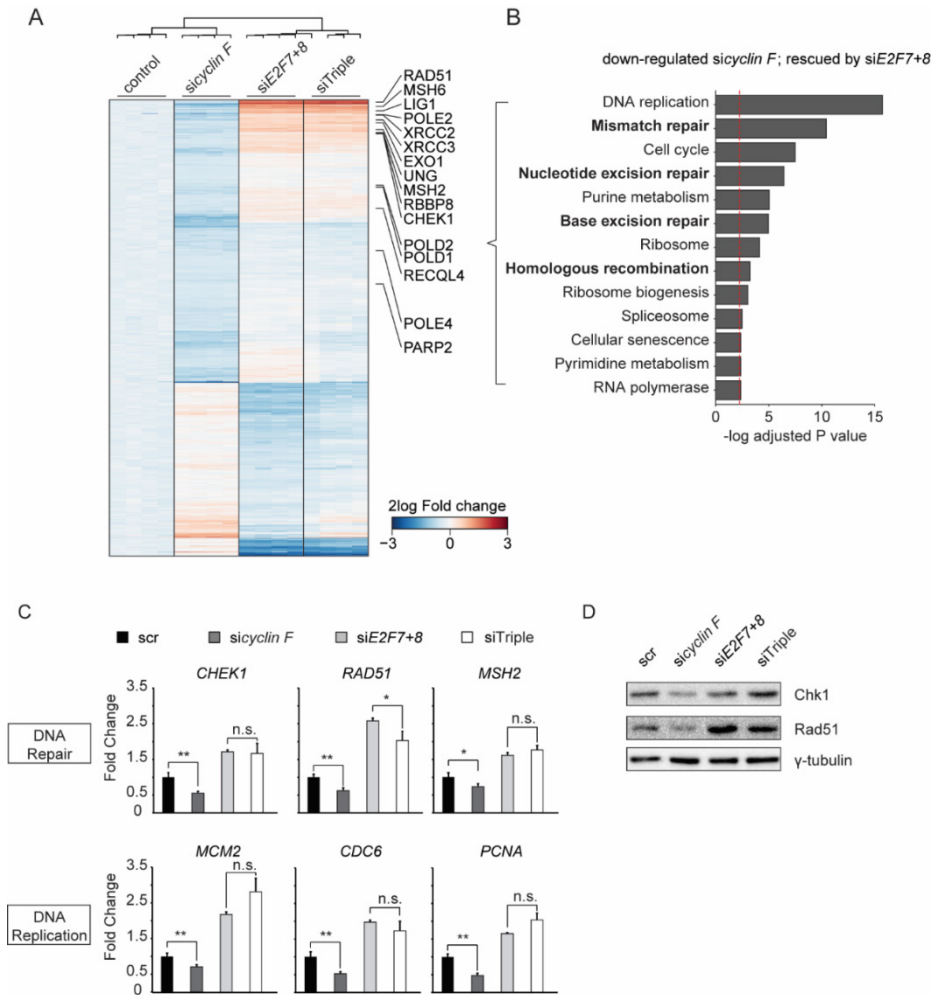 A
control
sicyclin F
siE2F7+8
siTriple
RAD51
MSH6
LIG1
POLE2
XRCC2
XRCC3
EXO1
UNG
MSH2
RBBP8
CHEK1
POLD2
POLD1
RECQL4
POLE4
PARP2
2log Fold change
−3 0 3
B
down-regulated sicyclin F; rescued by siE2F7+8
DNA replication
Mismatch repair
Cell cycle
Nucleotide excision repair
Purine metabolism
Base excision repair
Ribosome
Homologous recombination
Ribosome biogenesis
Spliceosome
Cellular senescence
Pyrimidine metabolism
RNA polymerase
0 5 10 15
-log adjusted P value
C
scr sicyclin F siE2F7+8 siTriple
DNA
Repair
Fold Change
3.5
2.5
1.5
0.5
0
CHEK1
**
n.s.
RAD51
**
*
MSH2
*
n.s.
DNA
Replication
Fold Change
3.5
2.5
1.5
0.5
MCM2
**
n.s.
CDC6
**
n.s.
PCNA
**
n.s.
D
scr sicyclin F siE2F7+8 siTriple
Chk1
Rad51
γ-tubulin